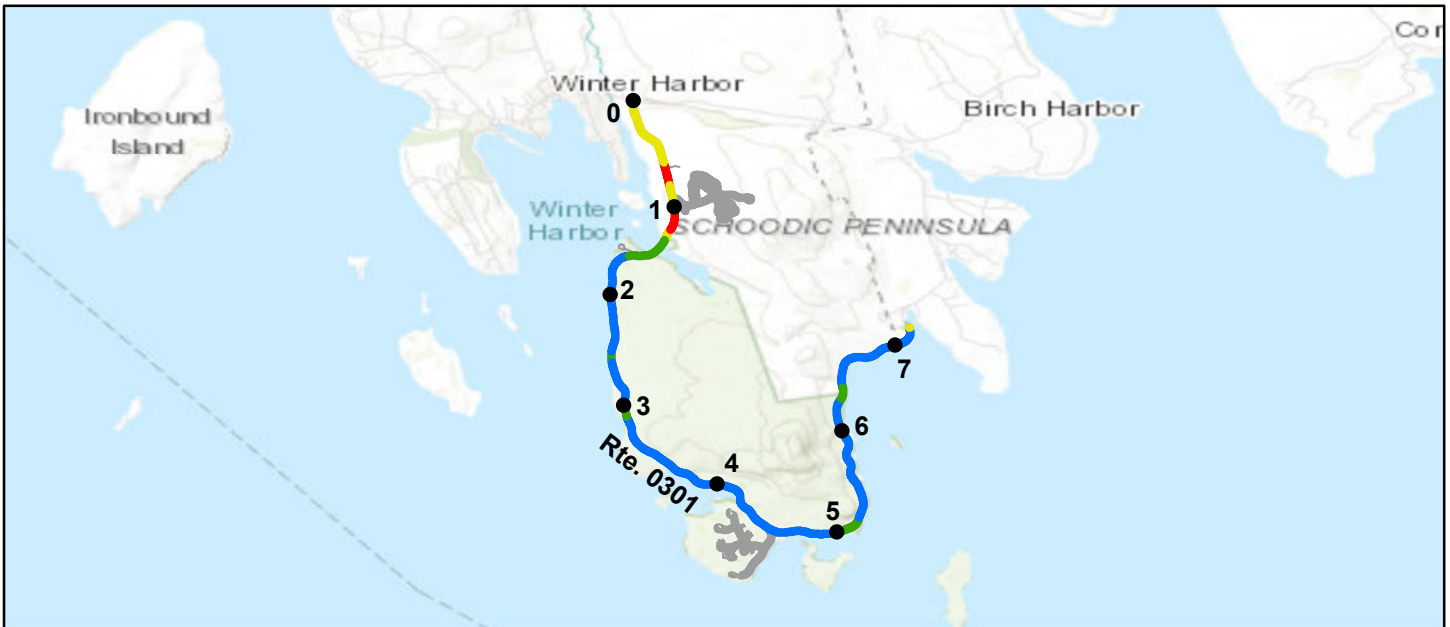 Cor
Winter Harbor
0
Birch Harbor
Ironbound
Island
1
Winter
Harbor
SCHOODIC PENINSULA
2
7
3
6
Rte. 0301
4
5